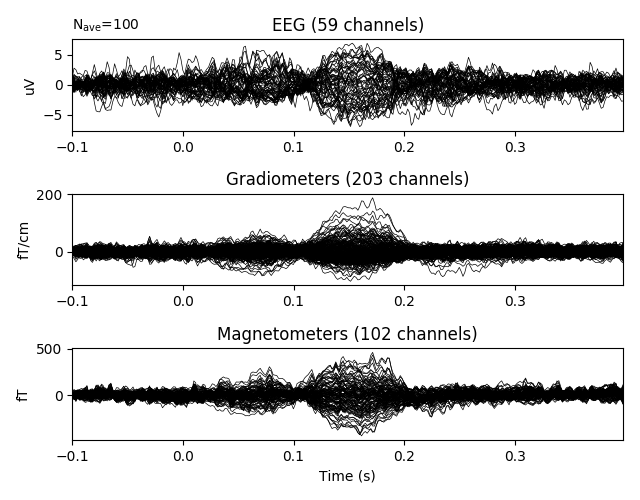 N_ave=100
EEG (59 channels)
5
0
−5
uV
−0.1 0.0 0.1 0.2 0.3
Gradiometers (203 channels)
200
0
fT/cm
−0.1 0.0 0.1 0.2 0.3
Magnetometers (102 channels)
500
0
fT
−0.1 0.0 0.1 0.2 0.3
Time (s)